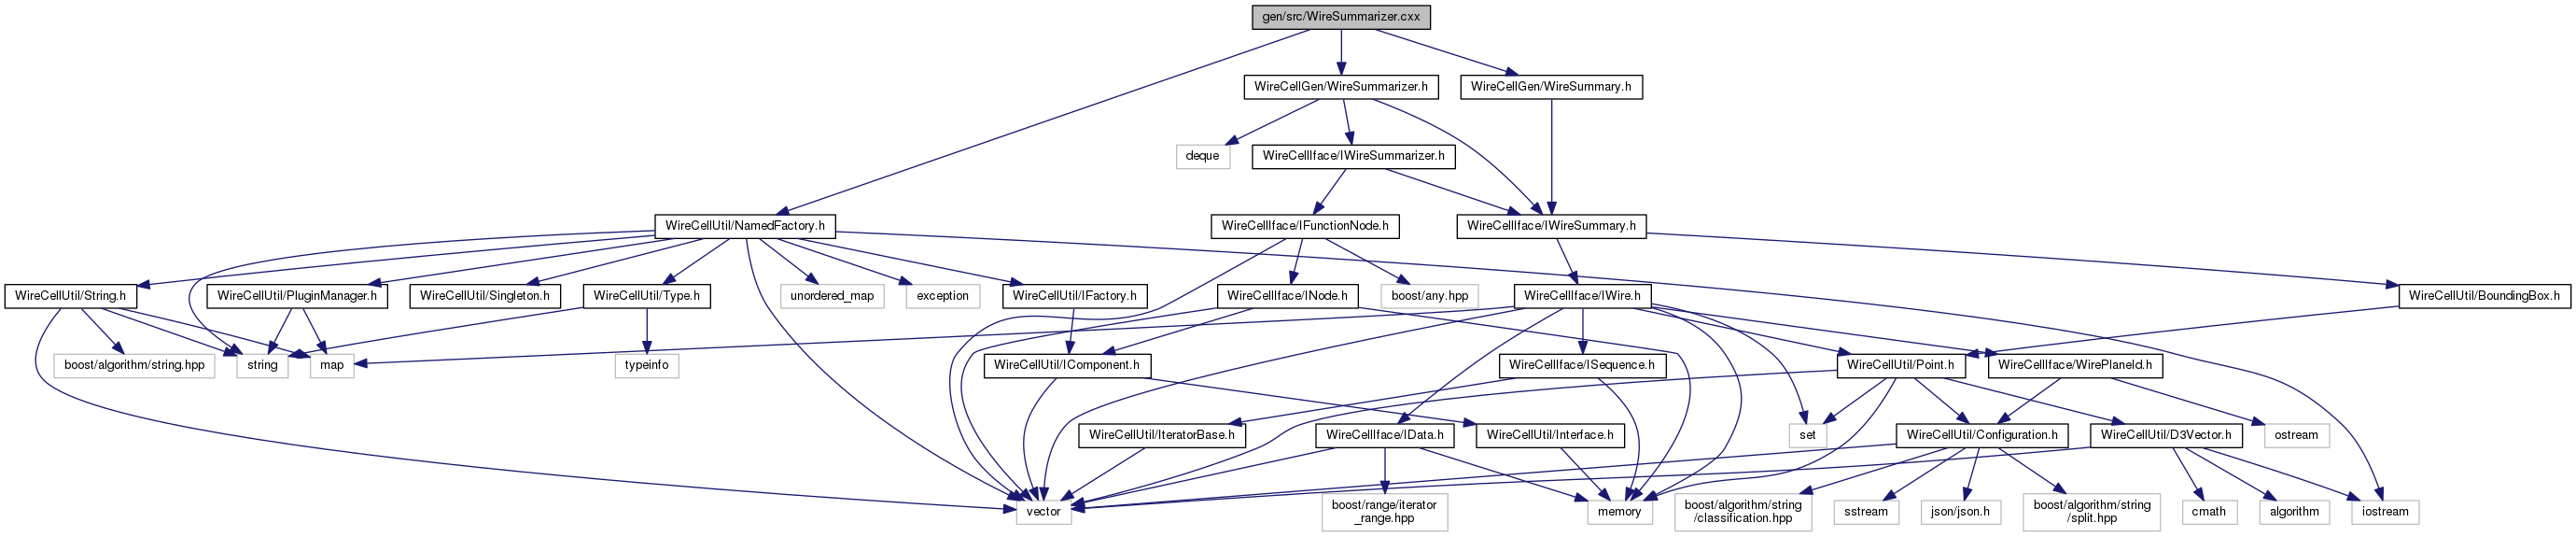 gen/src/WireSummarizer.cxx
WireCellGen/WireSummarizer.h
WireCellGen/WireSummary.h
deque
WireCellIface/IWireSummarizer.h
WireCellUtil/NamedFactory.h
WireCellIface/IFunctionNode.h
WireCellIface/IWireSummary.h
WireCellUtil/String.h
WireCellUtil/PluginManager.h
WireCellUtil/Singleton.h
WireCellUtil/Type.h
unordered_map
exception
WireCellUtil/IFactory.h
WireCellIface/INode.h
boost/any.hpp
WireCellIface/IWire.h
WireCellUtil/BoundingBox.h
boost/algorithm/string.hpp
string
map
typeinfo
WireCellUtil/IComponent.h
WireCellIface/ISequence.h
WireCellUtil/Point.h
WireCellIface/WirePlaneId.h
WireCellUtil/IteratorBase.h
WireCellIface/IData.h
WireCellUtil/Interface.h
set
WireCellUtil/Configuration.h
WireCellUtil/D3Vector.h
ostream
vector
boost/range/iterator
_range.hpp
memory
boost/algorithm/string
/classification.hpp
sstream
json/json.h
boost/algorithm/string
/split.hpp
cmath
algorithm
iostream